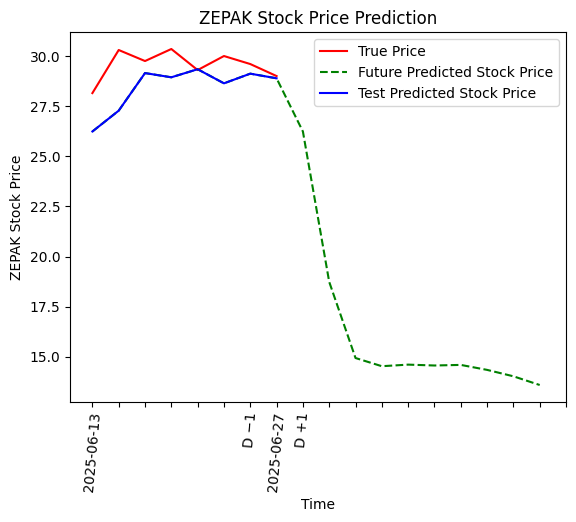 ZEPAK Stock Price Prediction
True Price
Future Predicted Stock Price
Test Predicted Stock Price
ZEPAK Stock Price
30.0
27.5
25.0
22.5
20.0
17.5
15.0
2025-06-13
D −1
2025-06-27
D +1
Time